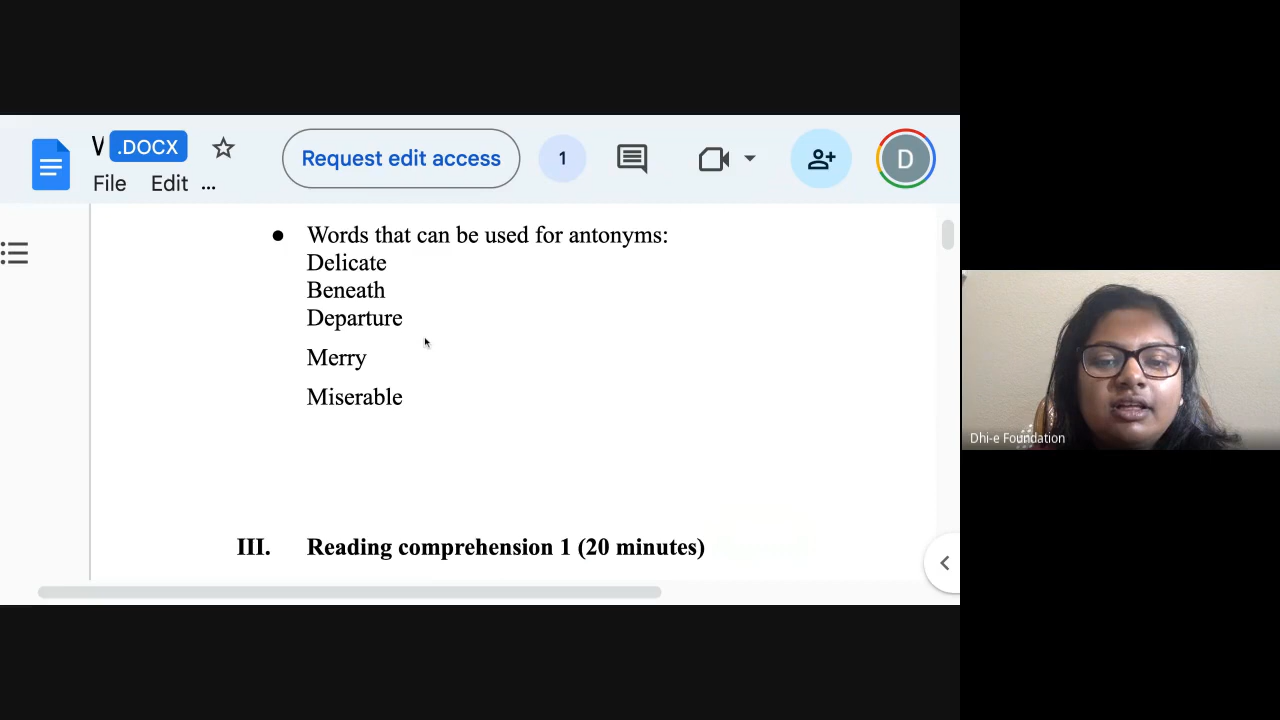 V .DOCX
Request edit access
1
D
File Edit ...
● Words that can be used for antonyms:
Delicate
Beneath
Departure
Merry
Miserable
III. Reading comprehension 1 (20 minutes)
Dhi-e Foundation